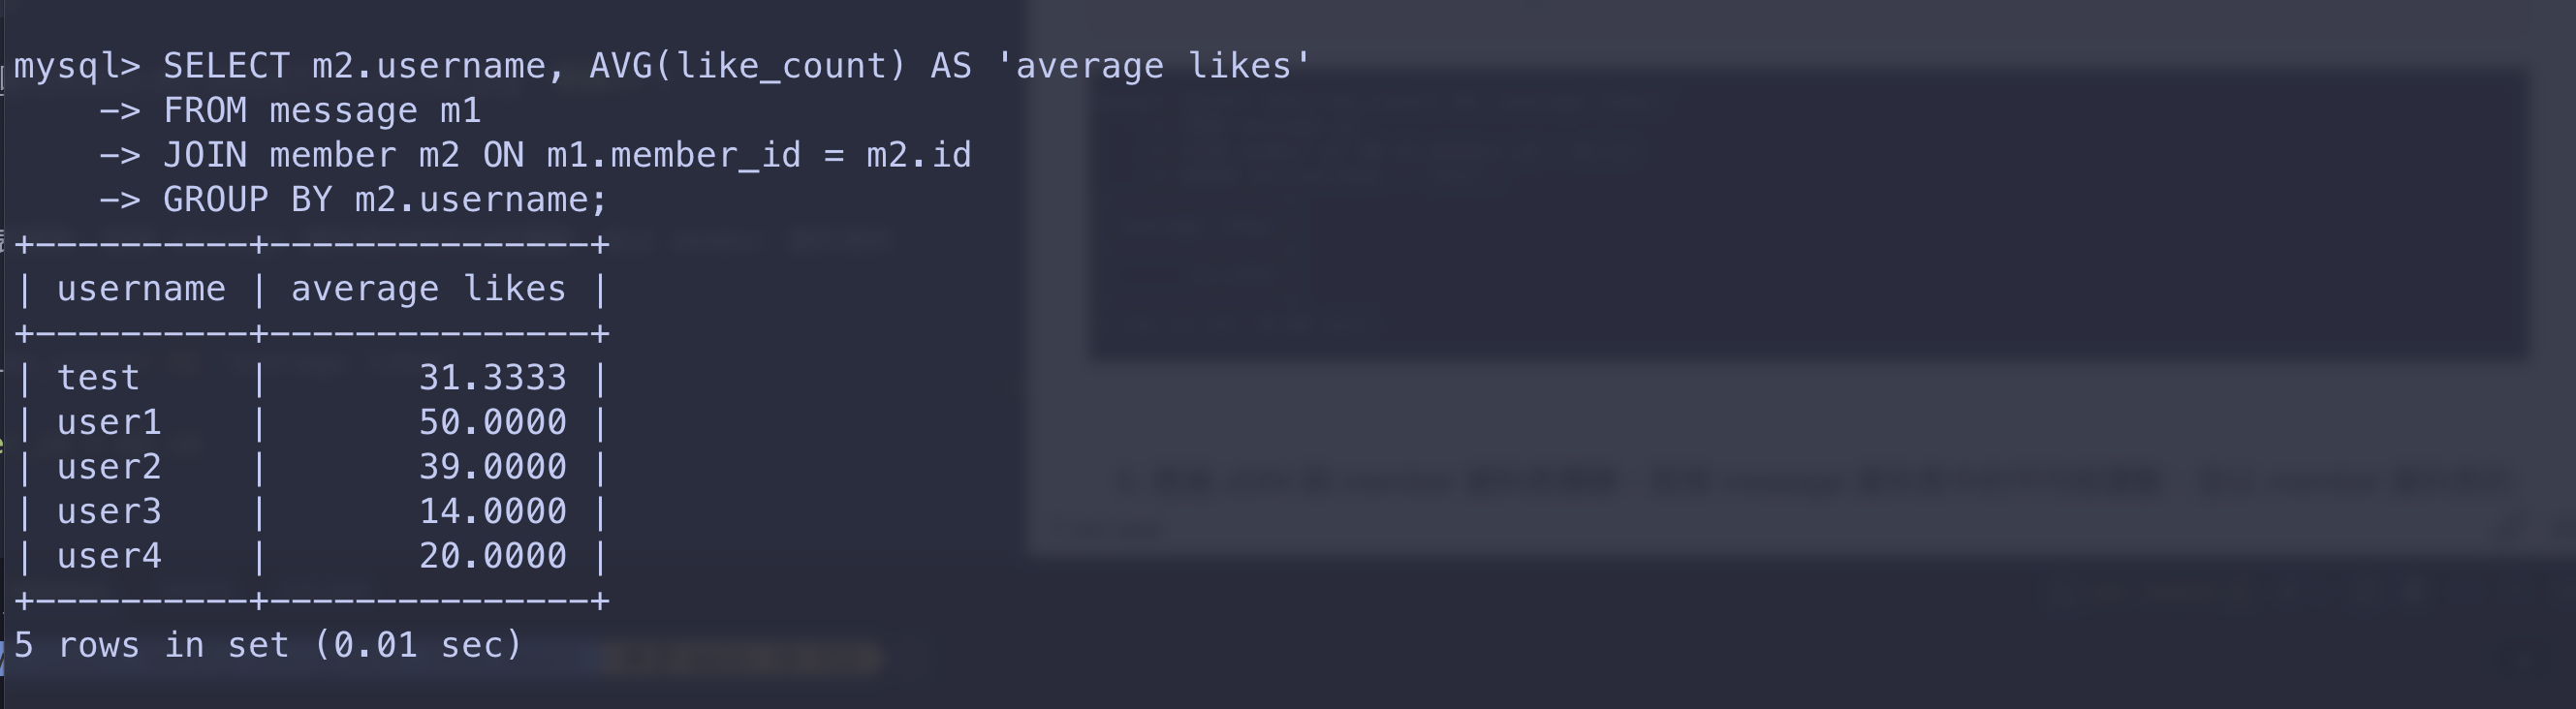 mysql> SELECT m2.username, AVG(like_count) AS 'average likes'
    -> FROM message m1
    -> JOIN member m2 ON m1.member_id = m2.id
    -> GROUP BY m2.username;
+----------+---------------+
| username | average likes |
+----------+---------------+
| test     |       31.3333 |
| user1    |       50.0000 |
| user2    |       39.0000 |
| user3    |       14.0000 |
| user4    |       20.0000 |
+----------+---------------+
5 rows in set (0.01 sec)